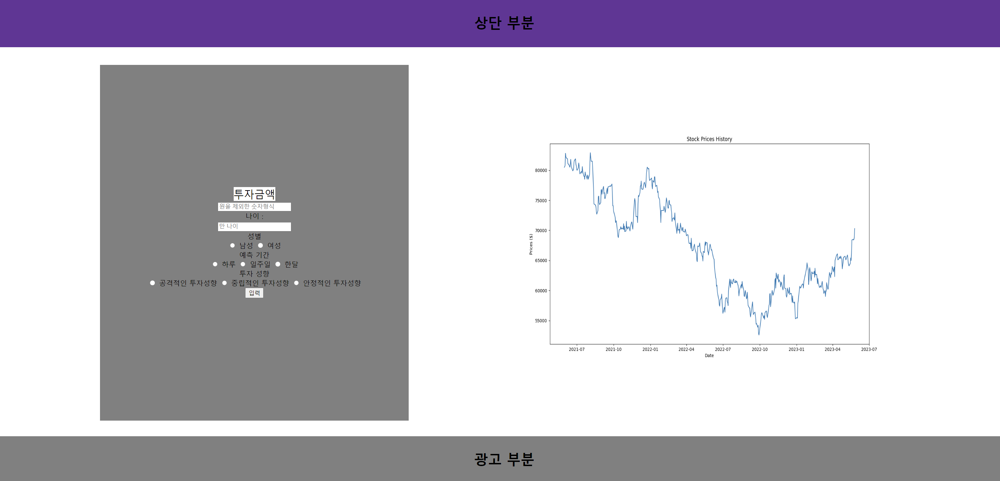 상단 부분
투자금액
원을 제외한 숫자형식
나이 :
만 나이
성별
남성 여성
예측 기간
하루 일주일 한달
투자 성향
공격적인 투자성향 중립적인 투자성향 안정적인 투자성향
입력
Stock Prices History
Prices ($)
80000
75000
70000
65000
60000
55000
2021-07 2021-10 2022-01 2022-04 2022-07 2022-10 2023-01 2023-04 2023-07
Date
광고 부분